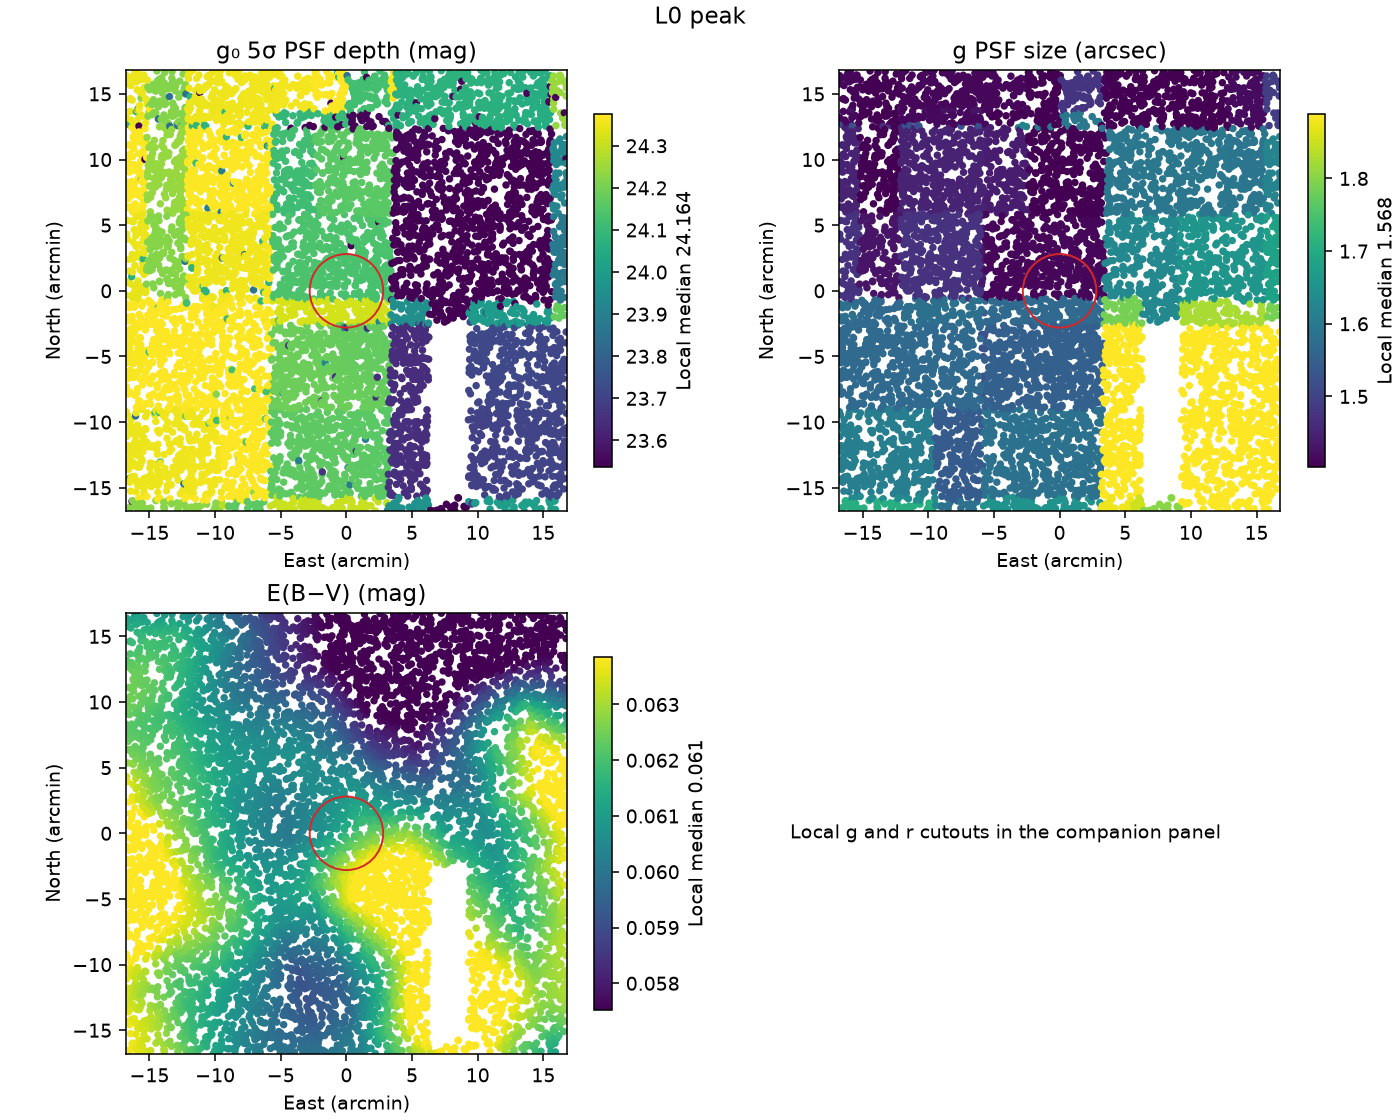 L0 peak
g₀ 5σ PSF depth (mag)
15
10
5
0
−5
−10
−15
North (arcmin)
−15 −10 −5 0 5 10 15
East (arcmin)
24.3
24.2
24.1
24.0
23.9
23.8
23.7
23.6
Local median 24.164
g PSF size (arcsec)
15
10
5
0
−5
−10
−15
North (arcmin)
−15 −10 −5 0 5 10 15
East (arcmin)
1.8
1.7
1.6
1.5
Local median 1.568
E(B−V) (mag)
15
10
5
0
−5
−10
−15
North (arcmin)
−15 −10 −5 0 5 10 15
East (arcmin)
0.063
0.062
0.061
0.060
0.059
0.058
Local median 0.061
Local g and r cutouts in the companion panel